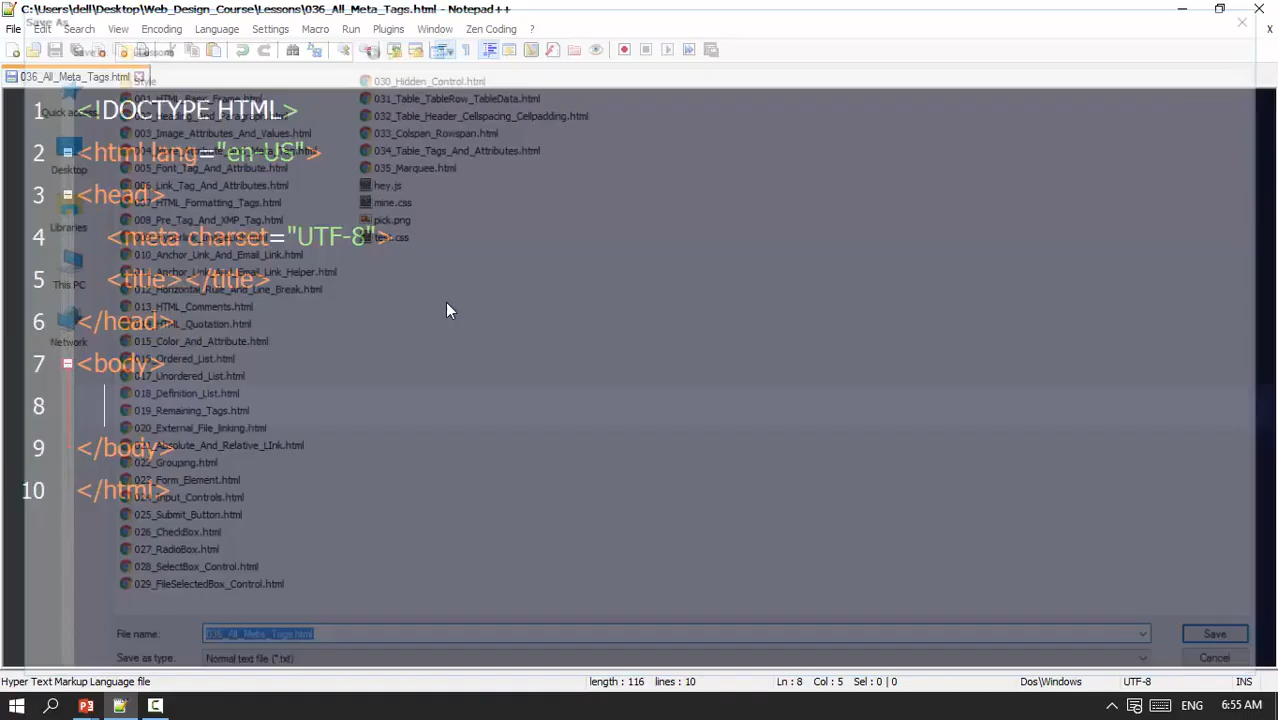 C:\Users\dell\Desktop\Web_Design_Course\Lessons\036_All_Meta_Tags.html - Notepad++
Save As
File Edit Search View Encoding Language Settings Macro Run Plugins Window Zen Coding ? X
036_All_Meta_Tags.html
Quick access
Desktop
Libraries
This PC
Network
1 <!DOCTYPE HTML>
2 <html lang="en-US">
3 <head>
4 <meta charset="UTF-8">
5 <title></title>
6 </head>
7 <body>
8
9 </body>
10 </html>
Style
003_Image_Attributes_And_Values.html
005_Font_Tag_And_Attribute.html
006_Link_Tag_And_Attributes.html
007_HTML_Formatting_Tags.html
008_Pre_Tag_And_XMP_Tag.html
010_Anchor_Link_And_Email_Link.html
011_Anchor_Link_And_Email_Link_Helper.html
012_Horizontal_Rule_And_Line_Break.html
013_HTML_Comments.html
014_HTML_Quotation.html
015_Color_And_Attribute.html
016_Ordered_List.html
017_Unordered_List.html
018_Definition_List.html
019_Remaining_Tags.html
020_External_File_linking.html
021_Absolute_And_Relative_LInk.html
022_Grouping.html
023_Form_Element.html
024_Input_Controls.html
025_Submit_Button.html
026_CheckBox.html
027_RadioBox.html
028_SelectBox_Control.html
029_FileSelectedBox_Control.html
030_Hidden_Control.html
031_Table_TableRow_TableData.html
032_Table_Header_Cellspacing_Cellpadding.html
033_Colspan_Rowspan.html
034_Table_Tags_And_Attributes.html
035_Marquee.html
hey.js
mine.css
pick.png
test.css
File name: 036_All_Meta_Tags.html Save
Save as type: Normal text file (*.txt) Cancel
Hyper Text Markup Language file length : 116 lines : 10 Ln : 8 Col : 5 Sel : 0 | 0 Dos\Windows UTF-8 INS
ENG 6:55 AM